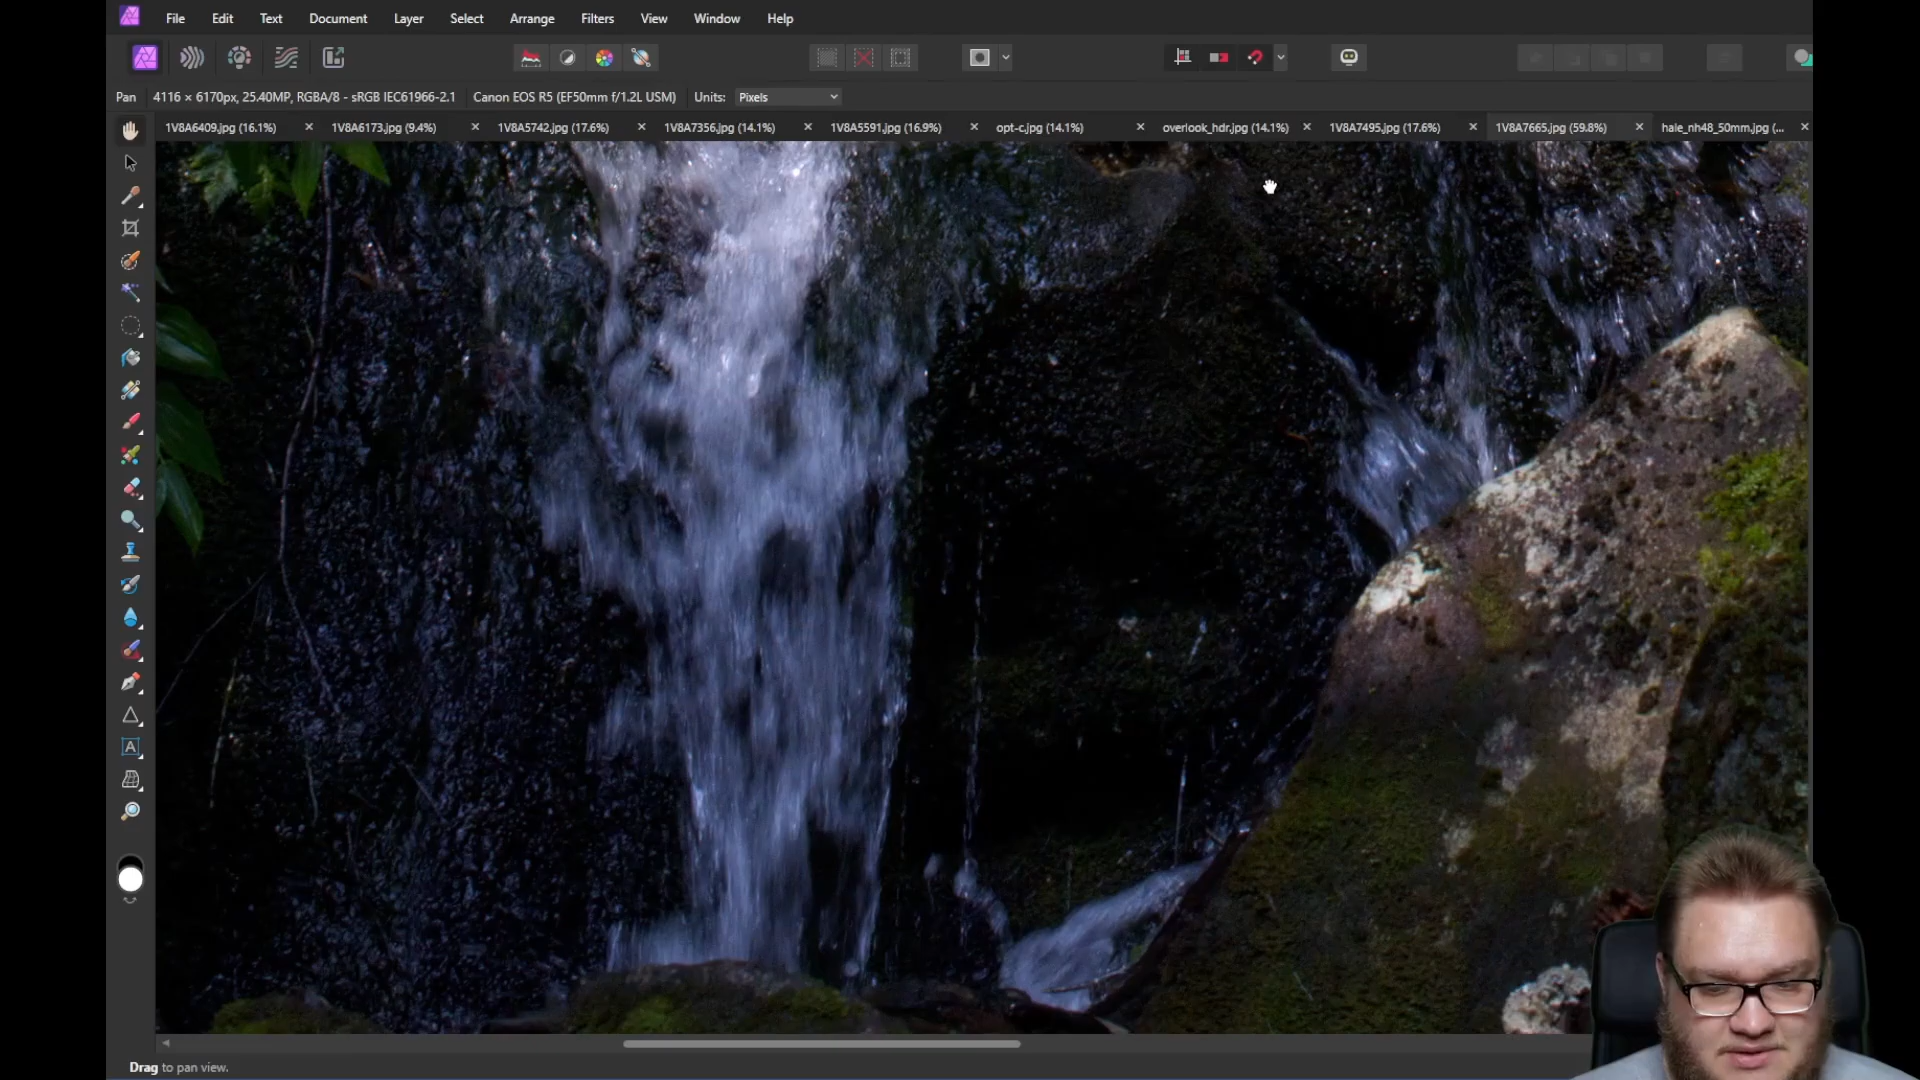 File Edit Text Document Layer Select Arrange Filters View Window Help
Pan 4116 × 6170px, 25.40MP, RGBA/8 - sRGB IEC61966-2.1 Canon EOS R5 (EF50mm f/1.2L USM) Units: Pixels
1V8A6409.jpg (16.1%) 1V8A6173.jpg (9.4%) 1V8A5742.jpg (17.6%) 1V8A7356.jpg (14.1%) 1V8A5591.jpg (16.9%) opt-c.jpg (14.1%) overlook_hdr.jpg (14.1%) 1V8A7495.jpg (17.6%) 1V8A7665.jpg (59.8%) hale_nh48_50mm.jpg (...
A
Drag to pan view.